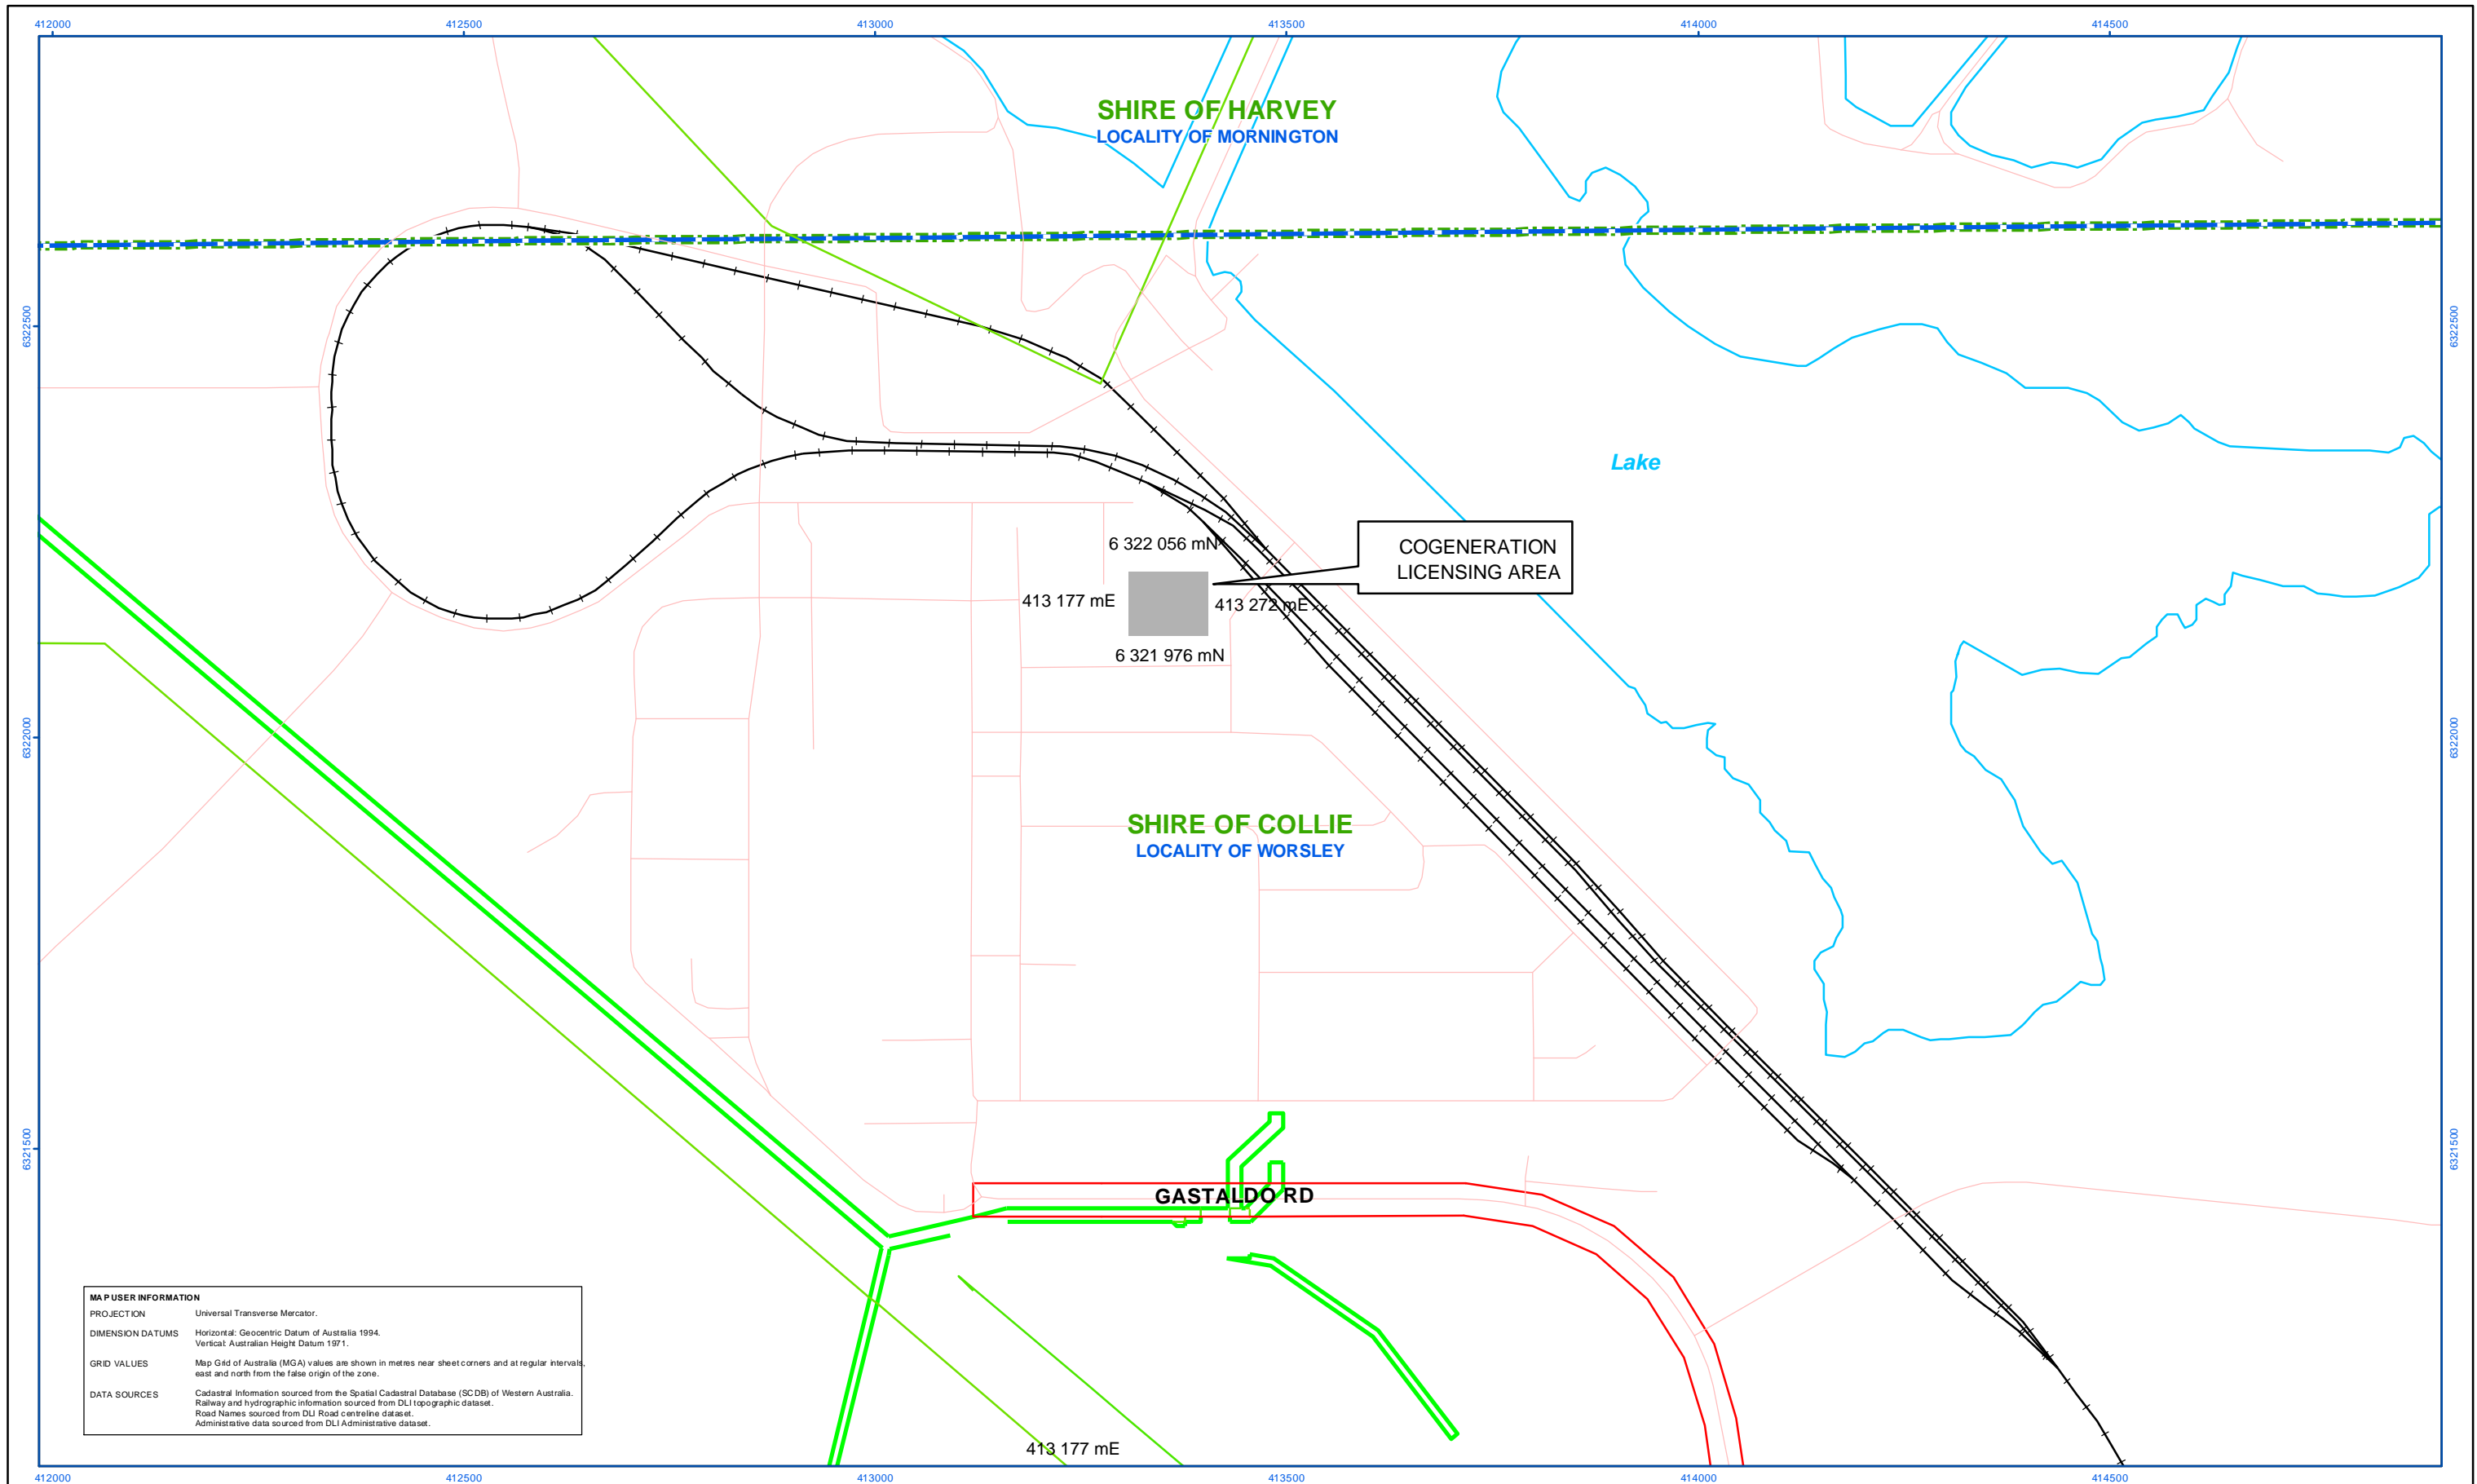 412000
412500
413000
413500
414000
414500
SHIRE OF HARVEY
LOCALITY OF MORNINGTON
6322500
6322500
Lake
COGENERATION
LICENSING AREA
6 322 056 mN
413 177 mE
413 272 mE
6 321 976 mN
6322000
6322000
SHIRE OF COLLIE
LOCALITY OF WORSLEY
6321500
6321500
GASTALDO RD
MAP USER INFORMATION
PROJECTION Universal Transverse Mercator.
DIMENSION DATUMS Horizontal: Geocentric Datum of Australia 1994.
Vertical: Australian Height Datum 1971.
GRID VALUES Map Grid of Australia (MGA) values are shown in metres near sheet corners and at regular intervals,
east and north from the false origin of the zone.
DATA SOURCES Cadastral Information sourced from the Spatial Cadastral Database (SCDB) of Western Australia.
Railway and hydrographic information sourced from DLI topographic dataset.
Road Names sourced from DLI Road centreline dataset.
Administrative data sourced from DLI Administrative dataset.
413 177 mE
412000
412500
413000
413500
414000
414500